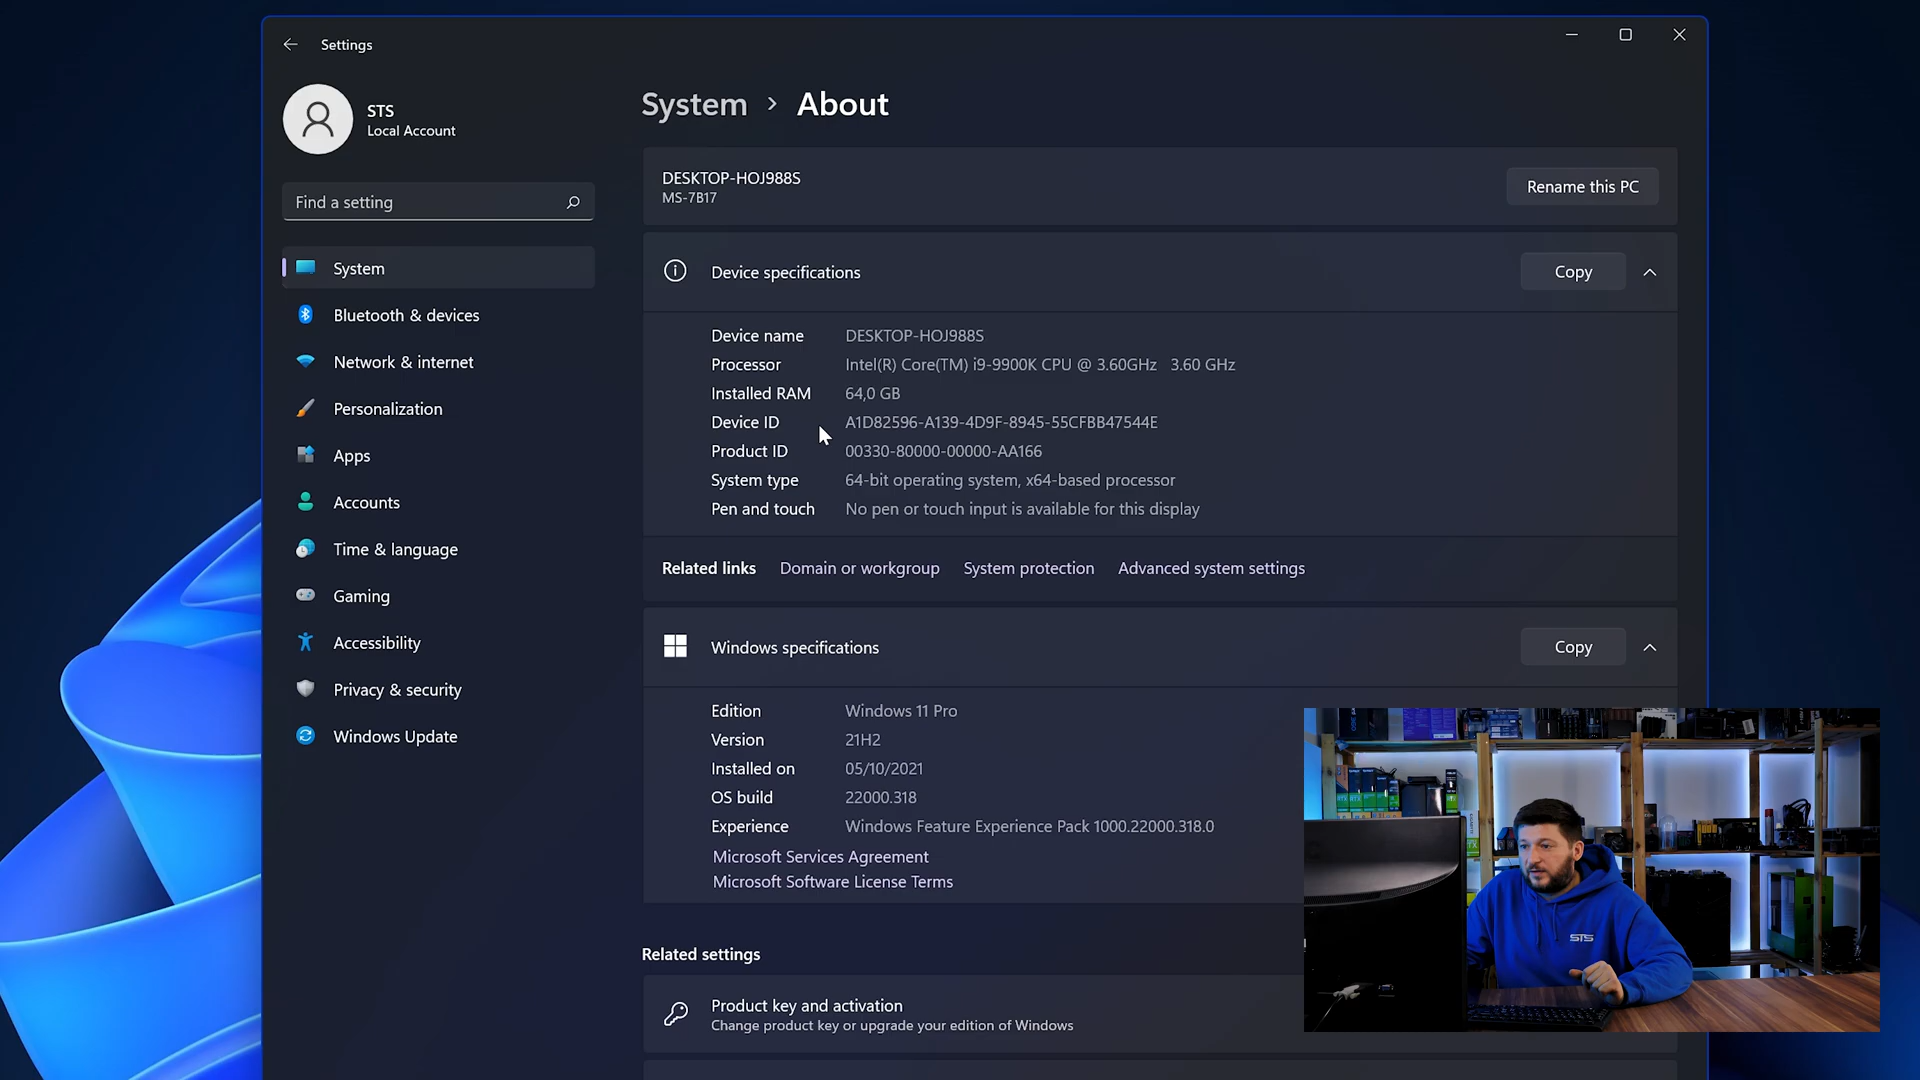 Settings
STS
Local Account
Find a setting
System
Bluetooth & devices
Network & internet
Personalization
Apps
Accounts
Time & language
Gaming
Accessibility
Privacy & security
Windows Update
System > About
DESKTOP-HOJ988S
MS-7B17
Rename this PC
Device specifications
Copy
Device name DESKTOP-HOJ988S
Processor Intel(R) Core(TM) i9-9900K CPU @ 3.60GHz 3.60 GHz
Installed RAM 64,0 GB
Device ID A1D82596-A139-4D9F-8945-55CFBB47544E
Product ID 00330-80000-00000-AA166
System type 64-bit operating system, x64-based processor
Pen and touch No pen or touch input is available for this display
Related links Domain or workgroup System protection Advanced system settings
Windows specifications
Copy
Edition Windows 11 Pro
Version 21H2
Installed on 05/10/2021
OS build 22000.318
Experience Windows Feature Experience Pack 1000.22000.318.0
Microsoft Services Agreement
Microsoft Software License Terms
Related settings
Product key and activation
Change product key or upgrade your edition of Windows
STS